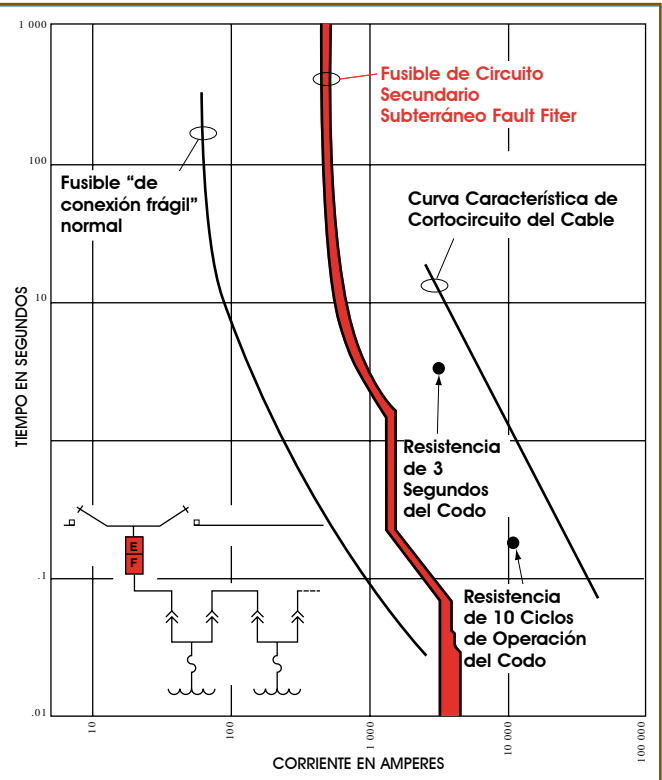 1 000
Fusible de Circuito
Secundario
Subterráneo Fault Fiter
100
Fusible “de
conexión frágil”
normal
Curva Característica de
Cortocircuito del Cable
10
TIEMPO EN SEGUNDOS
Resistencia
de 3
Segundos
del Codo
E
F
.1
Resistencia
de 10 Ciclos
de Operación
del Codo
.01
10
100
1 000
10 000
100 000
CORRIENTE EN AMPERES